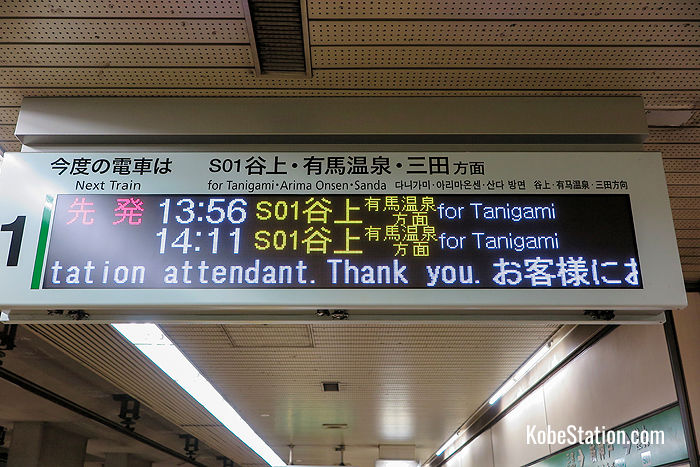 今度の電車は S01谷上・有馬温泉・三田方面
Next Train for Tanigami・Arima Onsen・Sanda 다니가미·아리마온센·산다 방면 谷上・有马温泉・三田方向
1
先発 13:56 S01谷上 有馬温泉方面 for Tanigami
14:11 S01谷上 有馬温泉方面 for Tanigami
tation attendant. Thank you. お客様にお
KobeStation.com